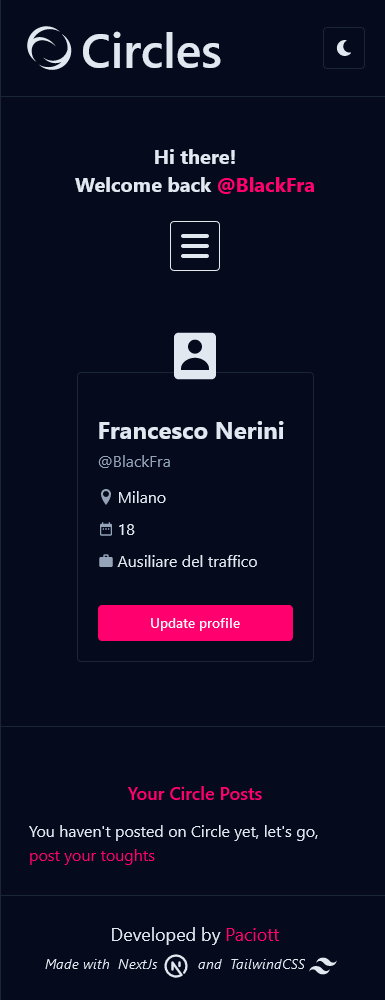 Circles
Hi there!
Welcome back @BlackFra
Francesco Nerini
@BlackFra
Milano
18
Ausiliare del traffico
Update profile
Your Circle Posts
You haven't posted on Circle yet, let's go,
post your toughts
Developed by Paciott
Made with NextJs and TailwindCSS